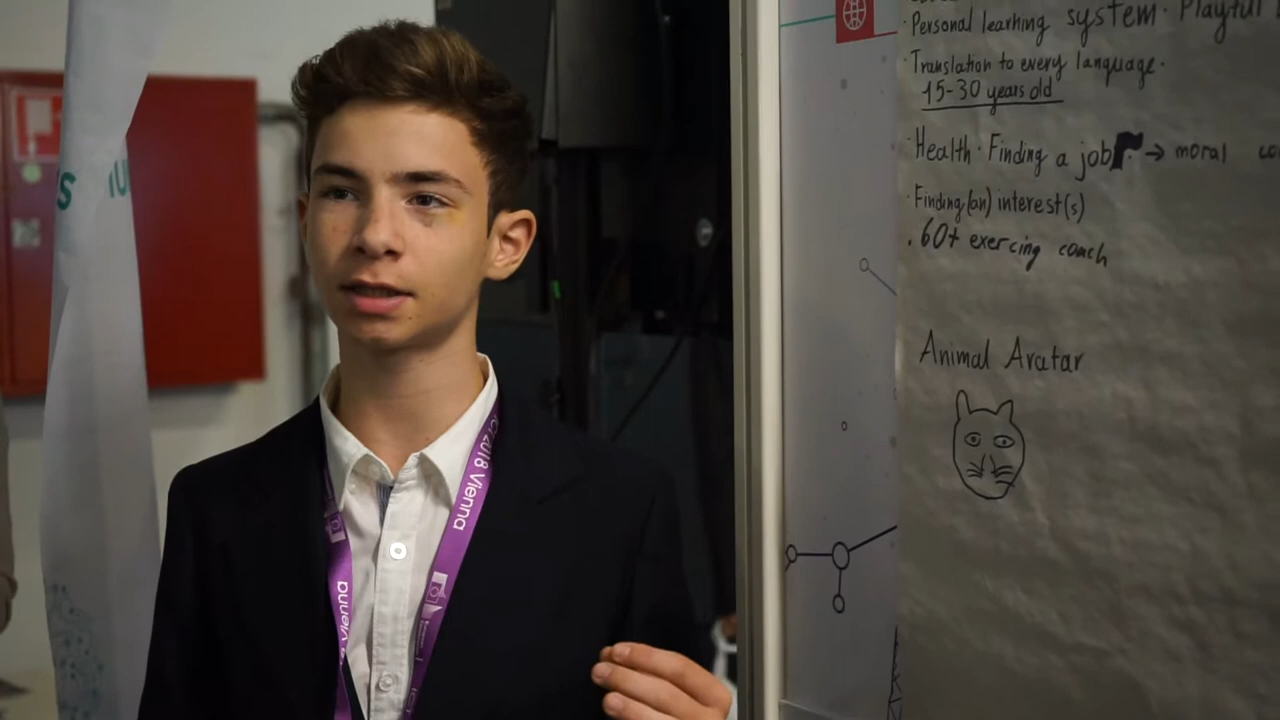 Personal learning system · Playful
· Translation to every language ·
15-30 years old
· Health · Finding a job → moral
· Finding (an) interest(s)
· 60+ exercing coach
Animal Avatar
ICT 2018 Vienna
Vienna